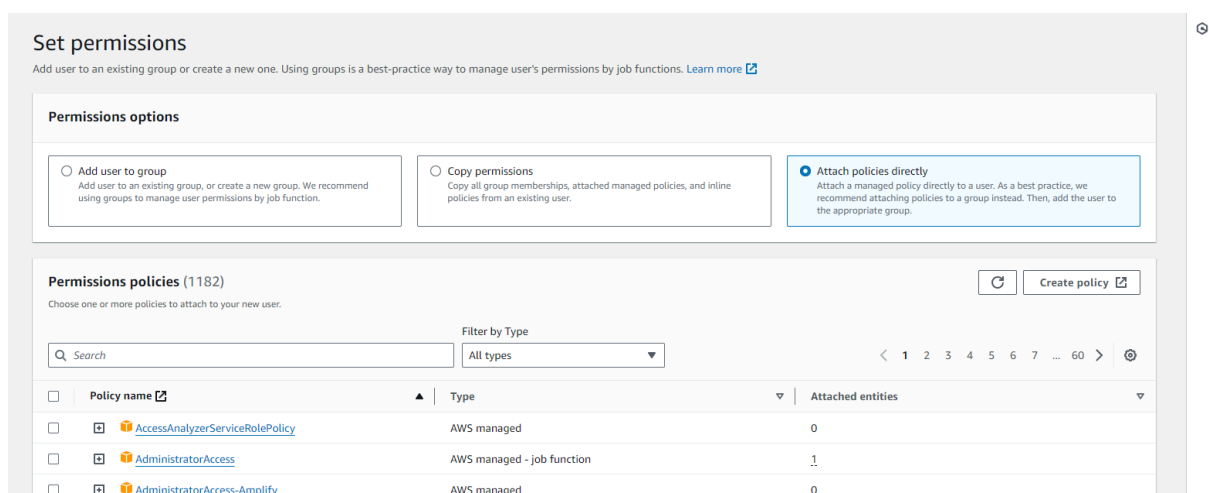 Set permissions
Add user to an existing group or create a new one. Using groups is a best-practice way to manage user's permissions by job functions. Learn more
Permissions options
Add user to group
Add user to an existing group, or create a new group. We recommend
using groups to manage user permissions by job function.
Copy permissions
Copy all group memberships, attached managed policies, and inline
policies from an existing user.
Attach policies directly
Attach a managed policy directly to a user. As a best practice, we
recommend attaching policies to a group instead. Then, add the user to
the appropriate group.
Permissions policies (1182)
Create policy
Choose one or more policies to attach to your new user.
Filter by Type
Search
All types
1 2 3 4 5 6 7 ... 60
Policy name Type Attached entities
AccessAnalyzerServiceRolePolicy AWS managed 0
AdministratorAccess AWS managed - job function 1
AdministratorAccess-Amplify AWS managed 0